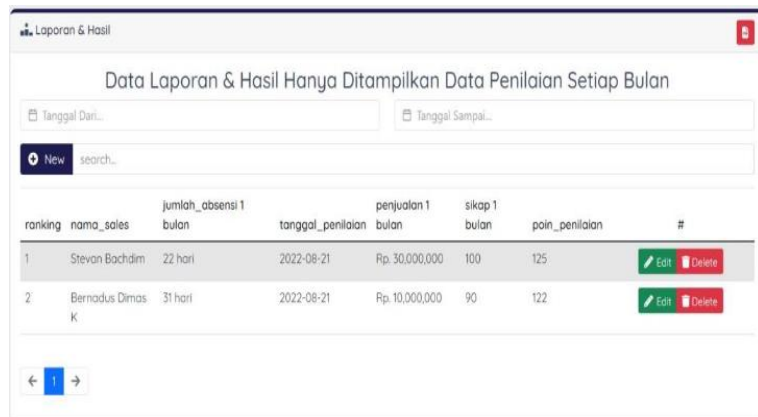 Laporan & Hasil
Data Laporan & Hasil Hanya Ditampilkan Data Penilaian Setiap Bulan
Tanggal Dari... Tanggal Sampai...
New search...
ranking nama_sales jumlah_absensi 1 bulan tanggal_penilaian penjualan 1 bulan sikap 1 bulan poin_penilaian #
1 Stevan Bachdim 22 hari 2022-08-21 Rp. 30,000,000 100 125 Edit Delete
2 Bernadus Dimas K 31 hari 2022-08-21 Rp. 10,000,000 90 122 Edit Delete
← 1 →